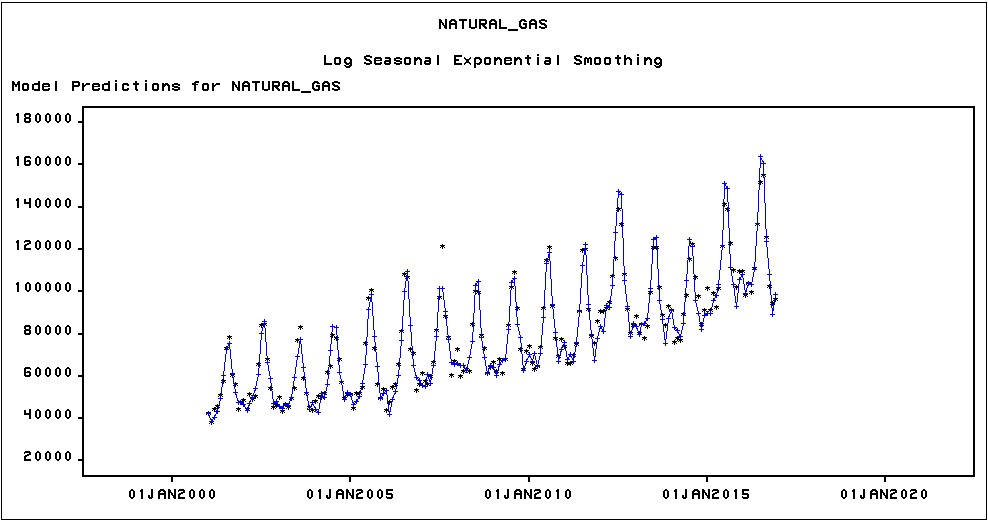 NATURAL_GAS
Log Seasonal Exponential Smoothing
Model Predictions for NATURAL_GAS
180000
160000
140000
120000
100000
80000
60000
40000
20000
01JAN2000 01JAN2005 01JAN2010 01JAN2015 01JAN2020